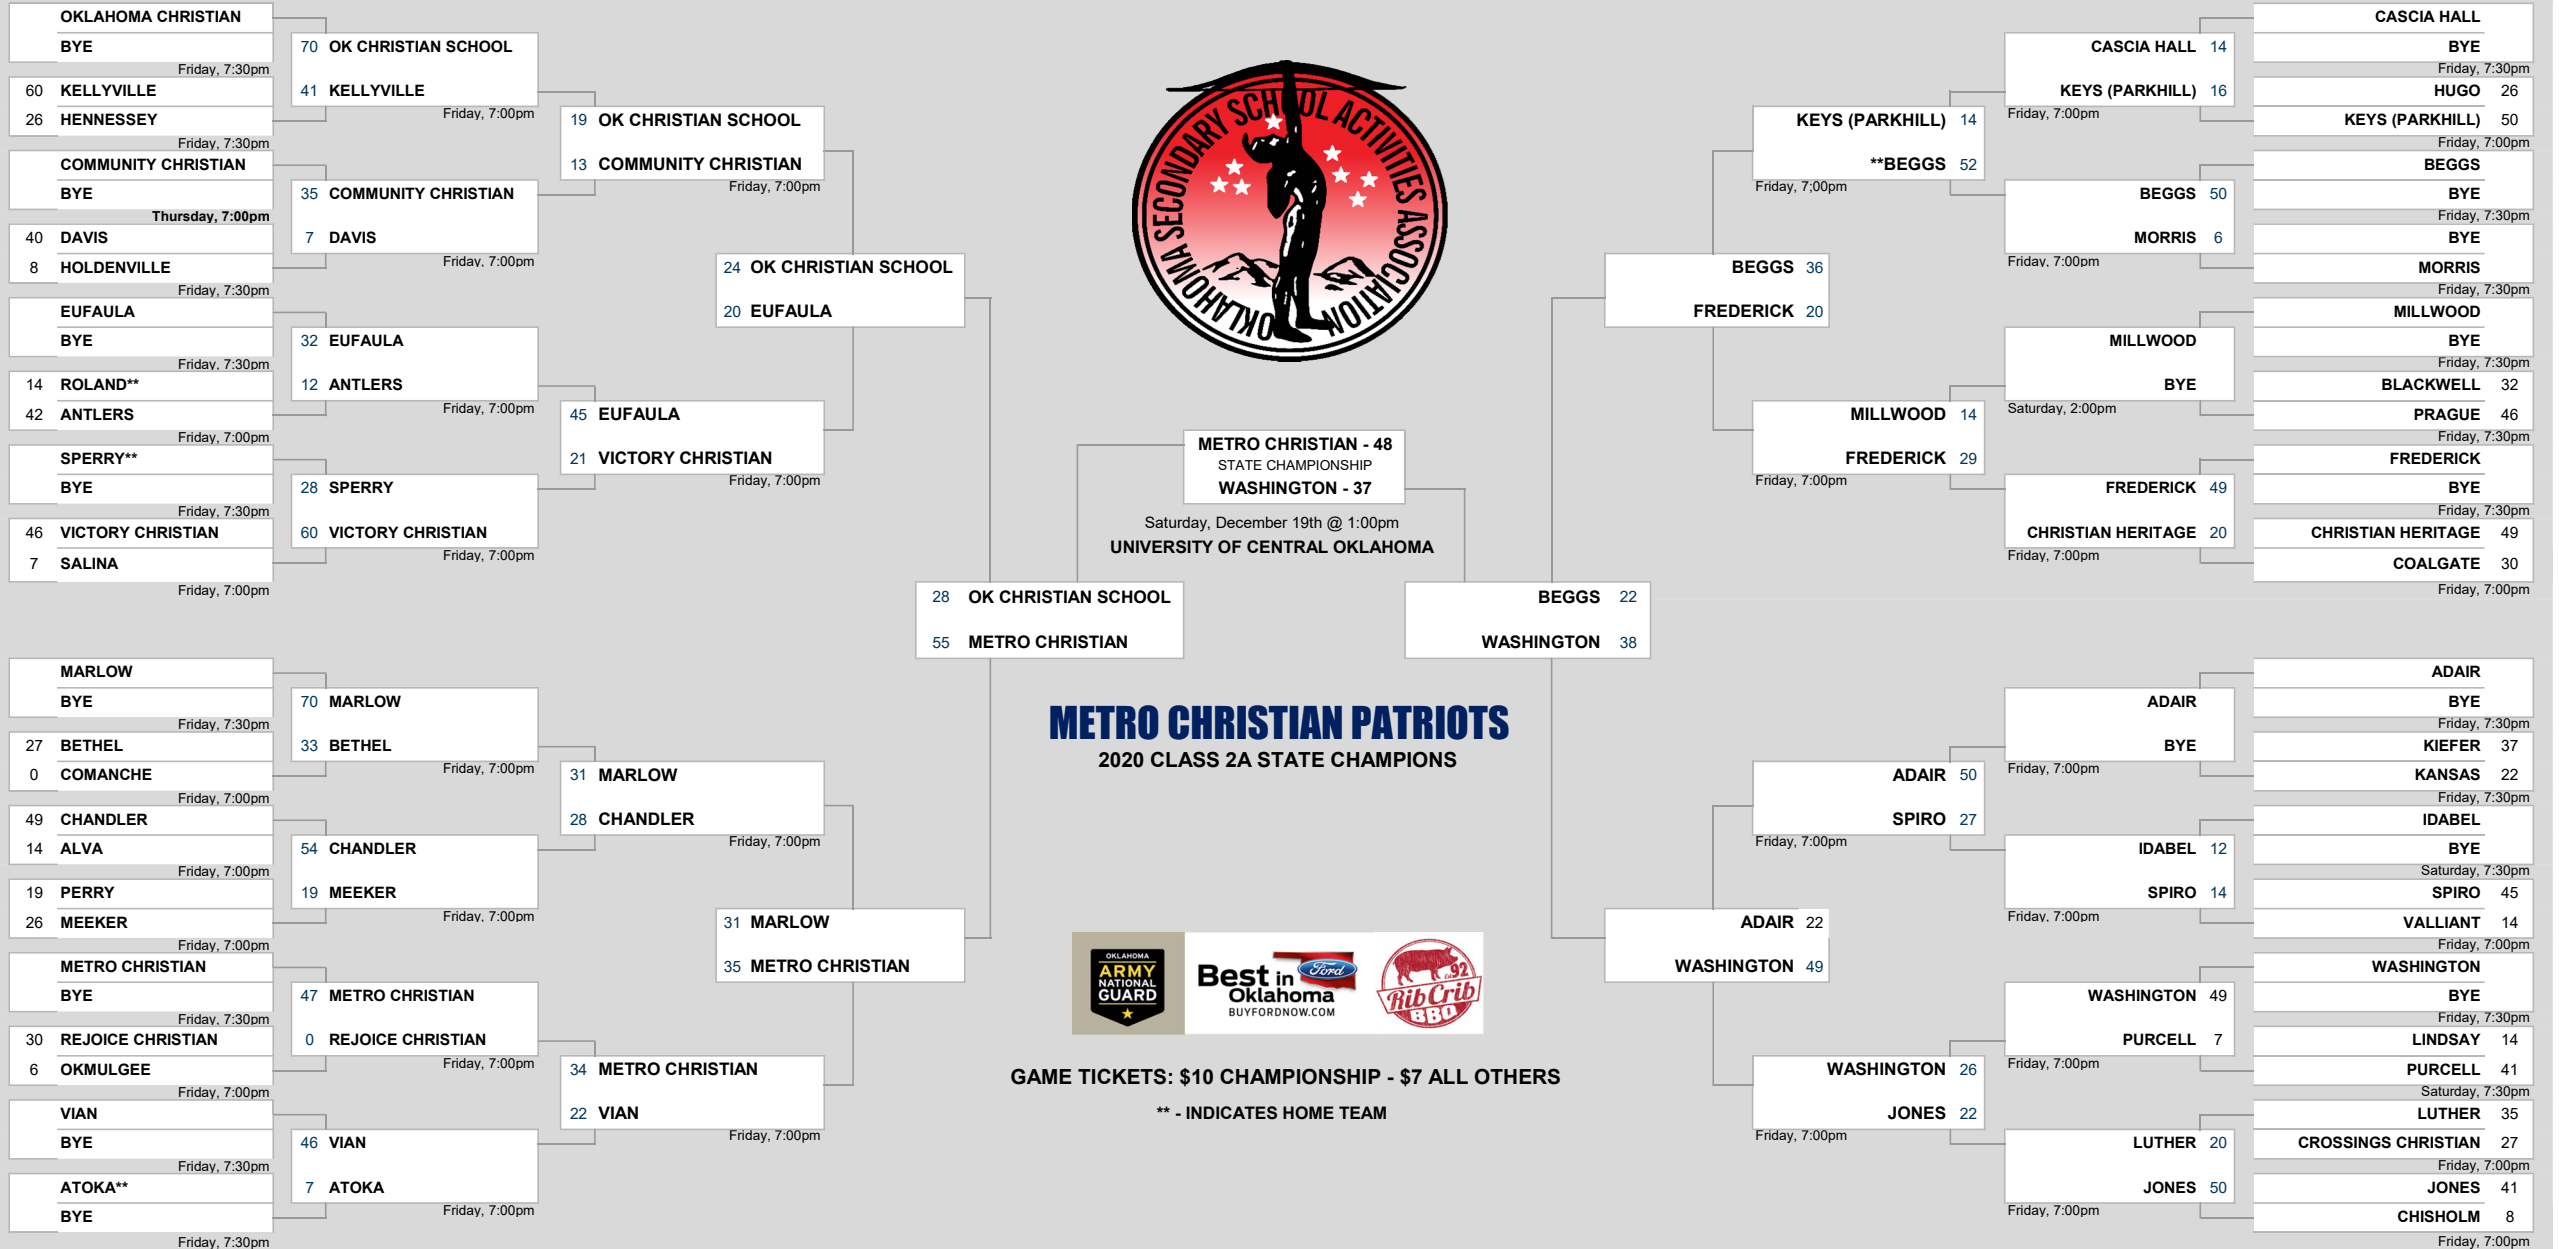 OKLAHOMA CHRISTIAN
BYE
Friday, 7:30pm
60 KELLYVILLE
26 HENNESSEY
Friday, 7:30pm
COMMUNITY CHRISTIAN
BYE
Thursday, 7:00pm
40 DAVIS
8 HOLDENVILLE
Friday, 7:30pm
EUFAULA
BYE
Friday, 7:30pm
14 ROLAND**
42 ANTLERS
Friday, 7:00pm
SPERRY**
BYE
Friday, 7:30pm
46 VICTORY CHRISTIAN
7 SALINA
Friday, 7:00pm
MARLOW
BYE
Friday, 7:30pm
27 BETHEL
0 COMANCHE
Friday, 7:00pm
49 CHANDLER
14 ALVA
Friday, 7:00pm
19 PERRY
26 MEEKER
Friday, 7:00pm
METRO CHRISTIAN
BYE
Friday, 7:30pm
30 REJOICE CHRISTIAN
6 OKMULGEE
Friday, 7:00pm
VIAN
BYE
Friday, 7:30pm
ATOKA**
BYE
Friday, 7:30pm
70 OK CHRISTIAN SCHOOL
41 KELLYVILLE
Friday, 7:00pm
35 COMMUNITY CHRISTIAN
7 DAVIS
Friday, 7:00pm
32 EUFAULA
12 ANTLERS
Friday, 7:00pm
28 SPERRY
60 VICTORY CHRISTIAN
Friday, 7:00pm
70 MARLOW
33 BETHEL
Friday, 7:00pm
54 CHANDLER
19 MEEKER
Friday, 7:00pm
47 METRO CHRISTIAN
0 REJOICE CHRISTIAN
Friday, 7:00pm
46 VIAN
7 ATOKA
Friday, 7:00pm
19 OK CHRISTIAN SCHOOL
13 COMMUNITY CHRISTIAN
Friday, 7:00pm
45 EUFAULA
21 VICTORY CHRISTIAN
Friday, 7:00pm
31 MARLOW
28 CHANDLER
Friday, 7:00pm
34 METRO CHRISTIAN
22 VIAN
Friday, 7:00pm
24 OK CHRISTIAN SCHOOL
20 EUFAULA
31 MARLOW
35 METRO CHRISTIAN
28 OK CHRISTIAN SCHOOL
55 METRO CHRISTIAN
OKLAHOMA SECONDARY SCHOOL ACTIVITIES ASSOCIATION
METRO CHRISTIAN - 48
STATE CHAMPIONSHIP
WASHINGTON - 37
Saturday, December 19th @ 1:00pm
UNIVERSITY OF CENTRAL OKLAHOMA
METRO CHRISTIAN PATRIOTS
2020 CLASS 2A STATE CHAMPIONS
OKLAHOMA
ARMY
NATIONAL
GUARD
Best in
Ford
Oklahoma
BUYFORDNOW.COM
Est. 92
Rib Crib
BBQ
GAME TICKETS: $10 CHAMPIONSHIP - $7 ALL OTHERS
** - INDICATES HOME TEAM
BEGGS 22
WASHINGTON 38
BEGGS 36
FREDERICK 20
ADAIR 22
WASHINGTON 49
KEYS (PARKHILL) 14
**BEGGS 52
Friday, 7;00pm
MILLWOOD 14
FREDERICK 29
Friday, 7:00pm
ADAIR 50
SPIRO 27
Friday, 7:00pm
WASHINGTON 26
JONES 22
Friday, 7:00pm
CASCIA HALL 14
KEYS (PARKHILL) 16
Friday, 7:00pm
BEGGS 50
MORRIS 6
Friday, 7:00pm
MILLWOOD
BYE
Saturday, 2:00pm
FREDERICK 49
CHRISTIAN HERITAGE 20
Friday, 7:00pm
ADAIR
BYE
Friday, 7:00pm
IDABEL 12
SPIRO 14
Friday, 7:00pm
WASHINGTON 49
PURCELL 7
Friday, 7:00pm
LUTHER 20
JONES 50
Friday, 7:00pm
CASCIA HALL
BYE
Friday, 7:30pm
HUGO 26
KEYS (PARKHILL) 50
Friday, 7:00pm
BEGGS
BYE
Friday, 7:30pm
BYE
MORRIS
Friday, 7:30pm
MILLWOOD
BYE
Friday, 7:30pm
BLACKWELL 32
PRAGUE 46
Friday, 7:30pm
FREDERICK
BYE
Friday, 7:30pm
CHRISTIAN HERITAGE 49
COALGATE 30
Friday, 7:00pm
ADAIR
BYE
Friday, 7:30pm
KIEFER 37
KANSAS 22
Friday, 7:30pm
IDABEL
BYE
Saturday, 7:30pm
SPIRO 45
VALLIANT 14
Friday, 7:00pm
WASHINGTON
BYE
Friday, 7:30pm
LINDSAY 14
PURCELL 41
Saturday, 7:30pm
LUTHER 35
CROSSINGS CHRISTIAN 27
Friday, 7:00pm
JONES 41
CHISHOLM 8
Friday, 7:00pm